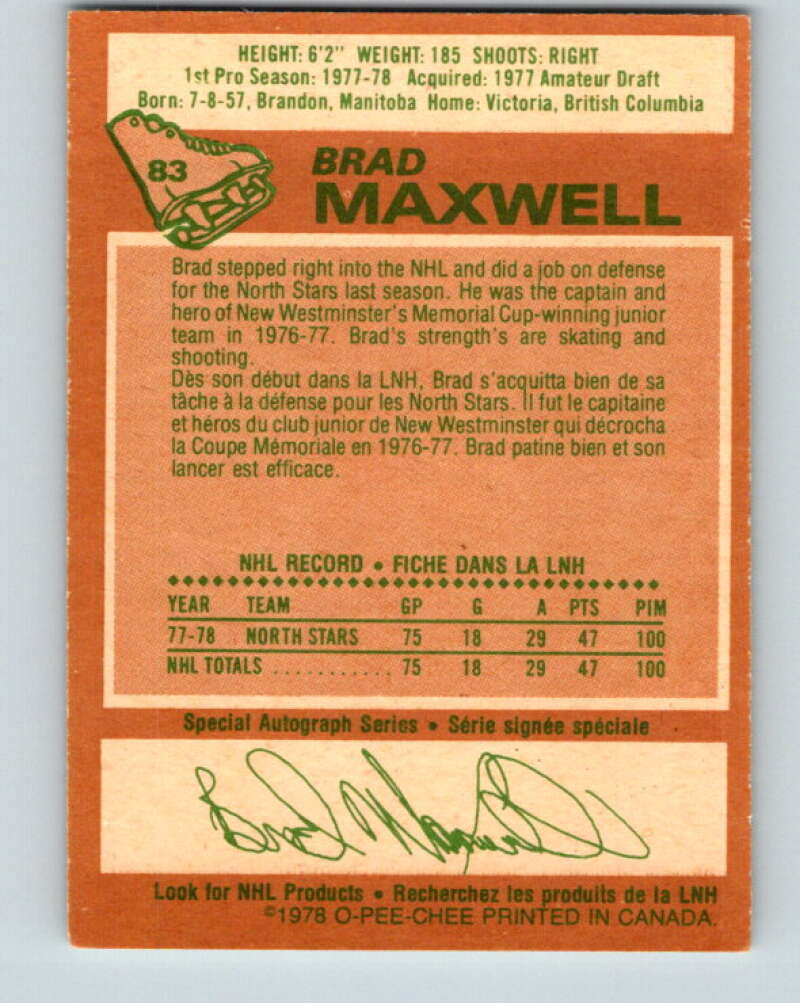 HEIGHT: 6'2" WEIGHT: 185 SHOOTS: RIGHT
1st Pro Season: 1977-78 Acquired: 1977 Amateur Draft
Born: 7-8-57, Brandon, Manitoba Home: Victoria, British Columbia
83
BRAD
MAXWELL
Brad stepped right into the NHL and did a job on defense
for the North Stars last season. He was the captain and
hero of New Westminster's Memorial Cup-winning junior
team in 1976-77. Brad's strength's are skating and
shooting.
Dès son début dans la LNH, Brad s'acquitta bien de sa
tâche à la défense pour les North Stars. Il fut le capitaine
et héros du club junior de New Westminster qui décrocha
la Coupe Mémoriale en 1976-77. Brad patine bien et son
lancer est efficace.
NHL RECORD • FICHE DANS LA LNH
YEAR TEAM GP G A PTS PIM
77-78 NORTH STARS 75 18 29 47 100
NHL TOTALS ............ 75 18 29 47 100
Special Autograph Series • Série signée spéciale
Brad Maxwell
Look for NHL Products • Recherchez les produits de la LNH
©1978 O-PEE-CHEE PRINTED IN CANADA.